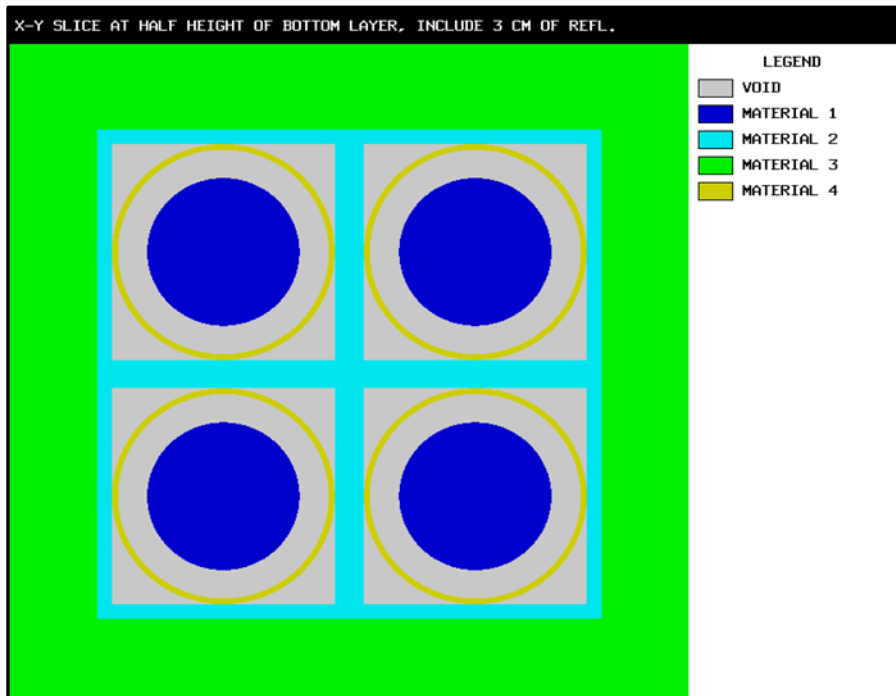 X-Y SLICE AT HALF HEIGHT OF BOTTOM LAYER, INCLUDE 3 CM OF REFL.
LEGEND
VOID
MATERIAL 1
MATERIAL 2
MATERIAL 3
MATERIAL 4